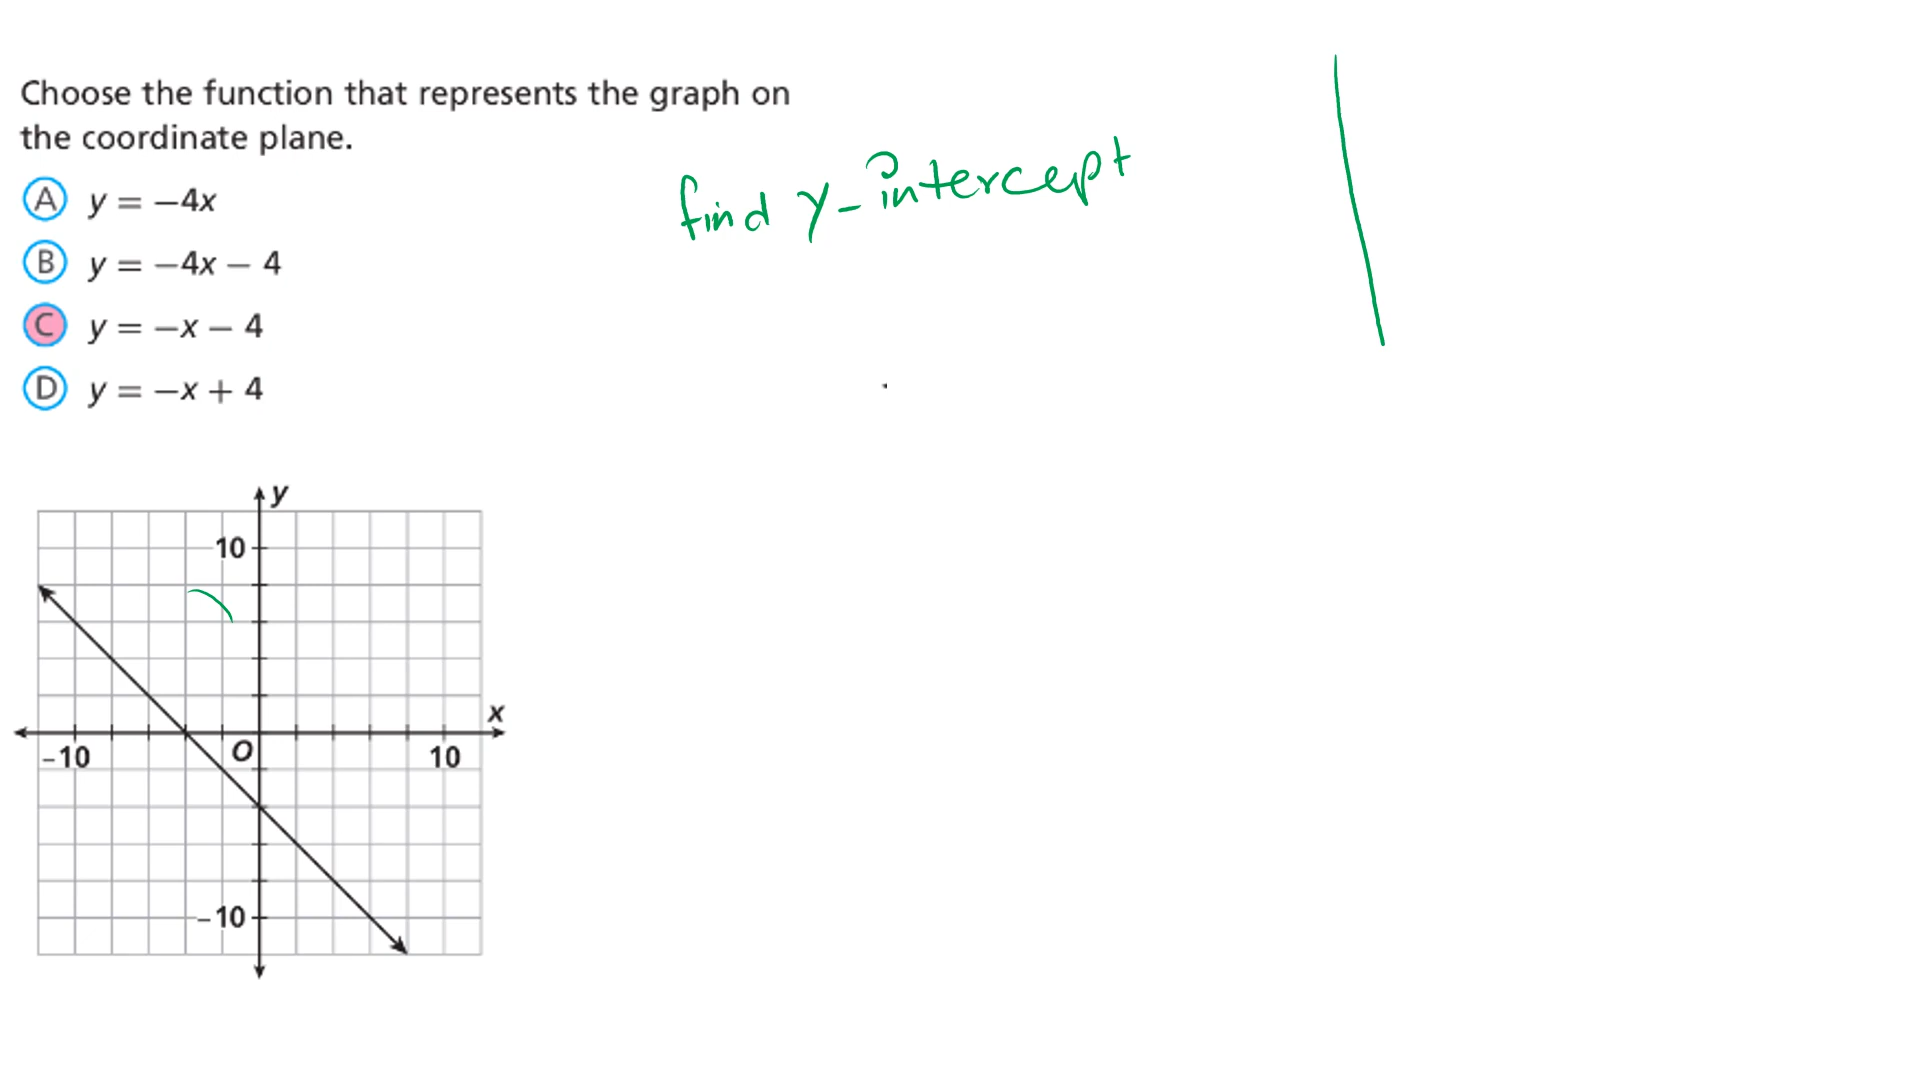 Choose the function that represents the graph on
the coordinate plane.
A y = −4x
B y = −4x − 4
C y = −x − 4
D y = −x + 4
find y-intercept
y
10
x
−10
O
10
−10